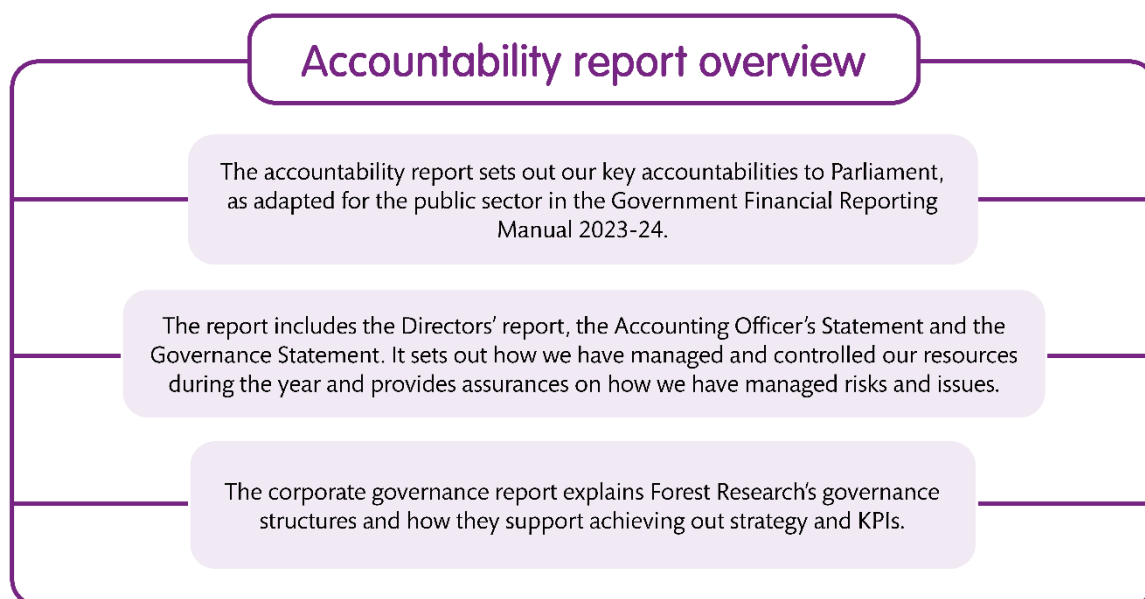 Accountability report overview
The accountability report sets out our key accountabilities to Parliament,
as adapted for the public sector in the Government Financial Reporting
Manual 2023-24.
The report includes the Directors’ report, the Accounting Officer’s Statement and the
Governance Statement. It sets out how we have managed and controlled our resources
during the year and provides assurances on how we have managed risks and issues.
The corporate governance report explains Forest Research’s governance
structures and how they support achieving out strategy and KPIs.